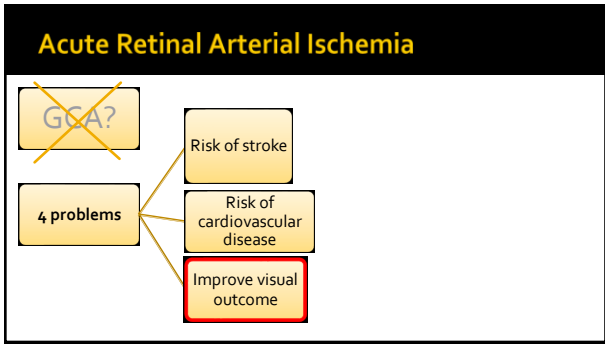 Acute Retinal Arterial Ischemia
GCA?
4 problems
Risk of stroke
Risk of
cardiovascular
disease
Improve visual
outcome